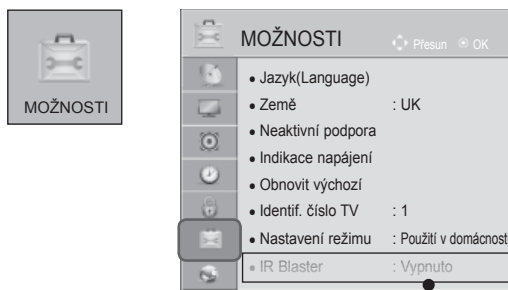 MOŽNOSTI
MOŽNOSTI
Přesun OK
Jazyk(Language)
Země : UK
Neaktivní podpora
Indikace napájení
Obnovit výchozí
Identif. číslo TV : 1
Nastavení režimu : Použití v domácnost
IR Blaster : Vypnuto